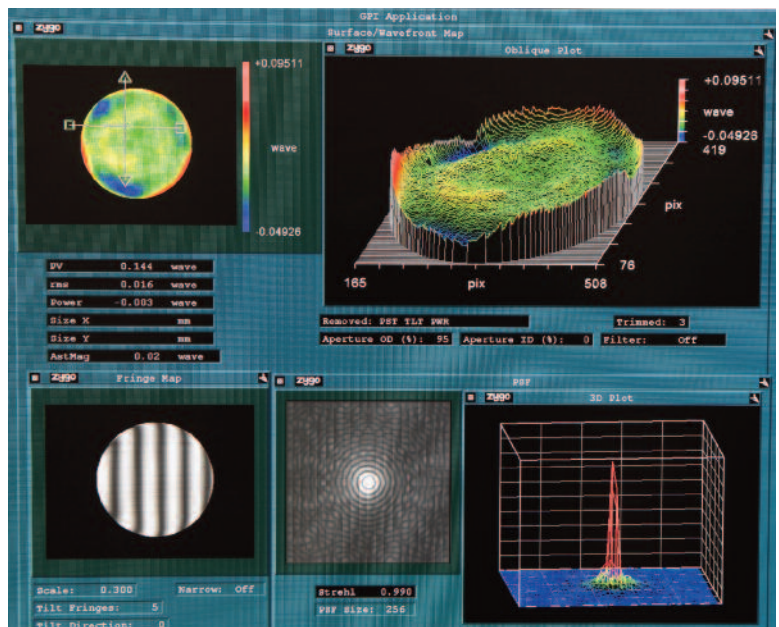 GPI Application
zygo
Surface/Wavefront Map
+0.09511
wave
-0.04926
zygo
Oblique Plot
+0.09511
wave
-0.04926
419
pix
76
165
pix
508
PV 0.144 wave
rms 0.016 wave
Power -0.003 wave
Size X mm
Size Y mm
AstMag 0.02 wave
Removed: PST TLT PWR
Trimmed: 3
Aperture OD (%): 95
Aperture ID (%): 0
Filter: Off
zygo
Fringe Map
Scale: 0.300
Narrow: Off
Tilt Fringes: 5
Tilt Direction: 0
zygo
PSF
Strehl 0.990
PSF Size: 256
zygo
3D Plot